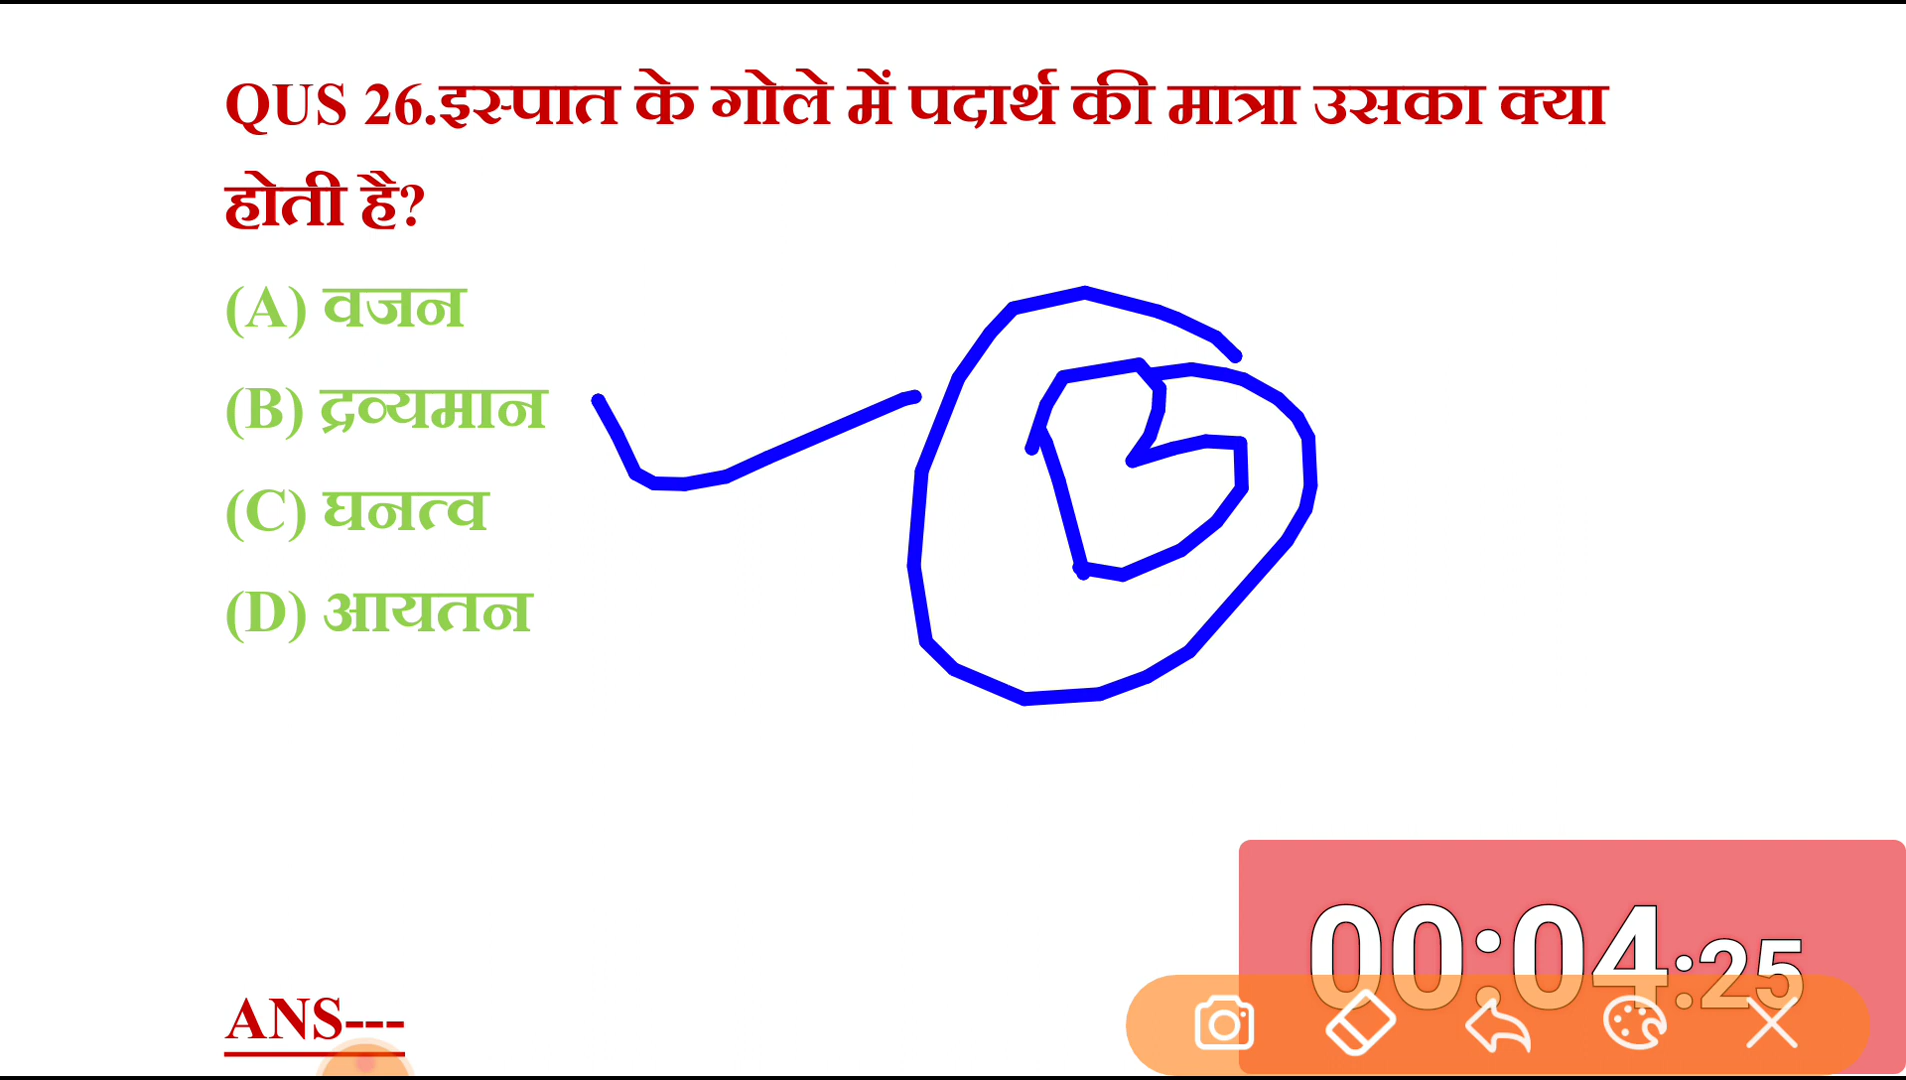 QUS 26.इस्पात के गोले में पदार्थ की मात्रा उसका क्या
होती है?
(A) वजन
(B) द्रव्यमान
(C) घनत्व
(D) आयतन
B
ANS---
00:04:25